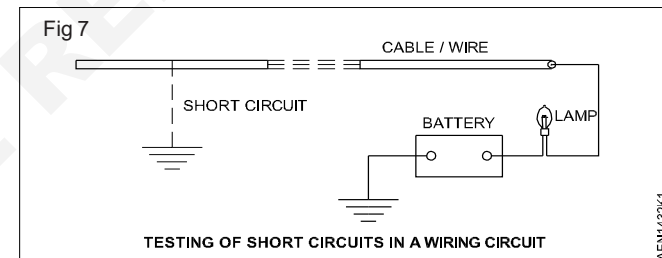 Fig 7
CABLE / WIRE
SHORT CIRCUIT
BATTERY
LAMP
TESTING OF SHORT CIRCUITS IN A WIRING CIRCUIT